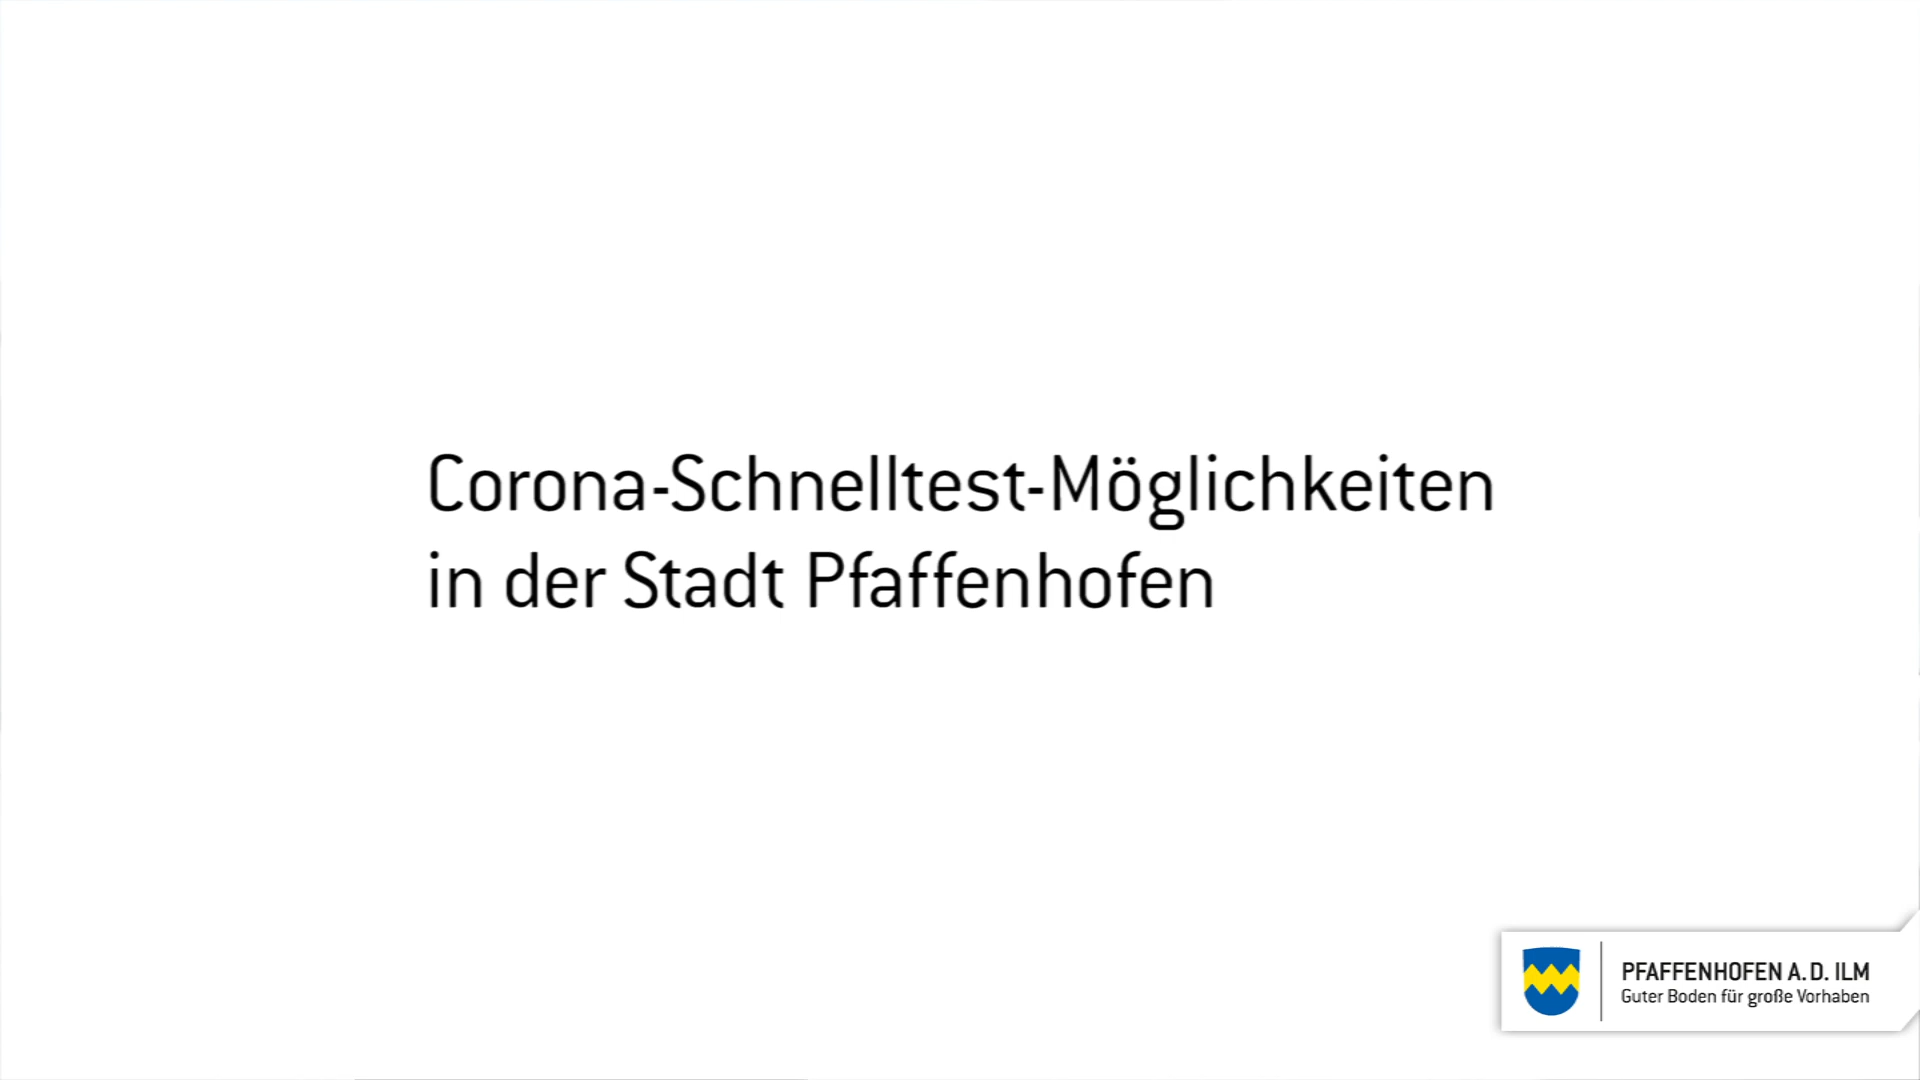 Corona-Schnelltest-Möglichkeiten
in der Stadt Pfaffenhofen
PFAFFENHOFEN A. D. ILM
Guter Boden für große Vorhaben